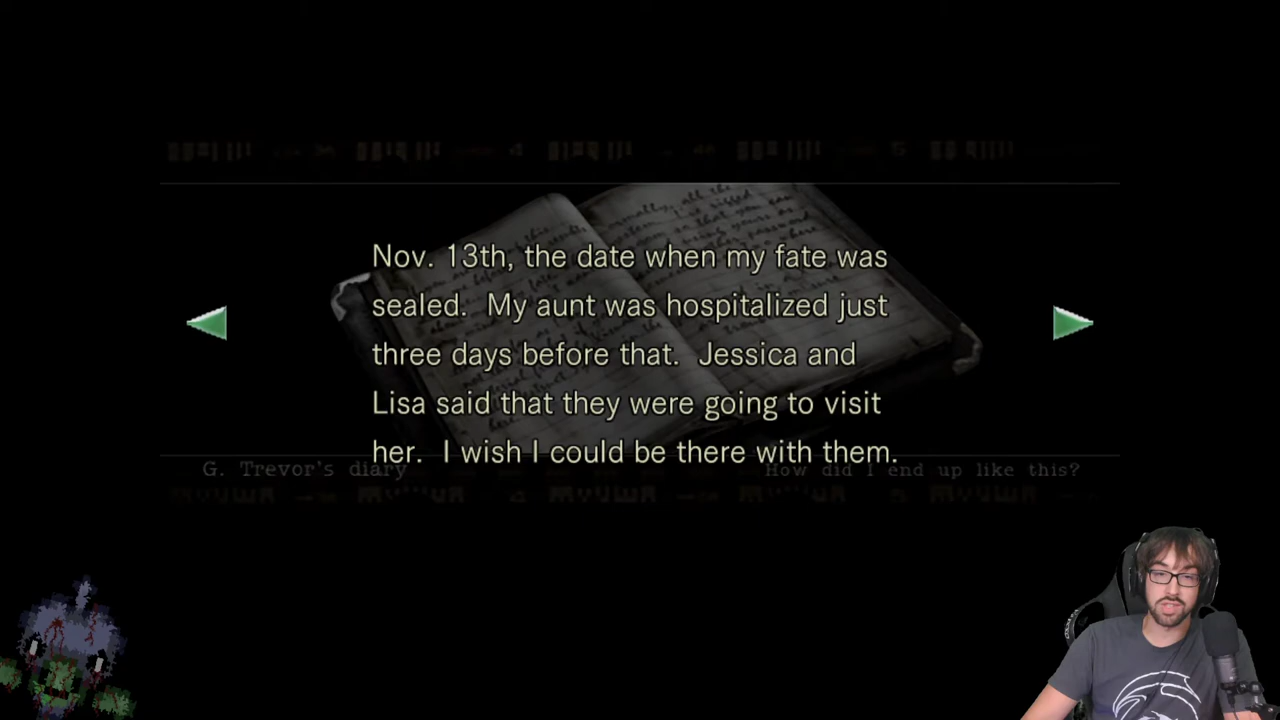 Nov. 13th, the date when my fate was
sealed.  My aunt was hospitalized just
three days before that.  Jessica and
Lisa said that they were going to visit
her.  I wish I could be there with them.
G. Trevor's diary
How did I end up like this?